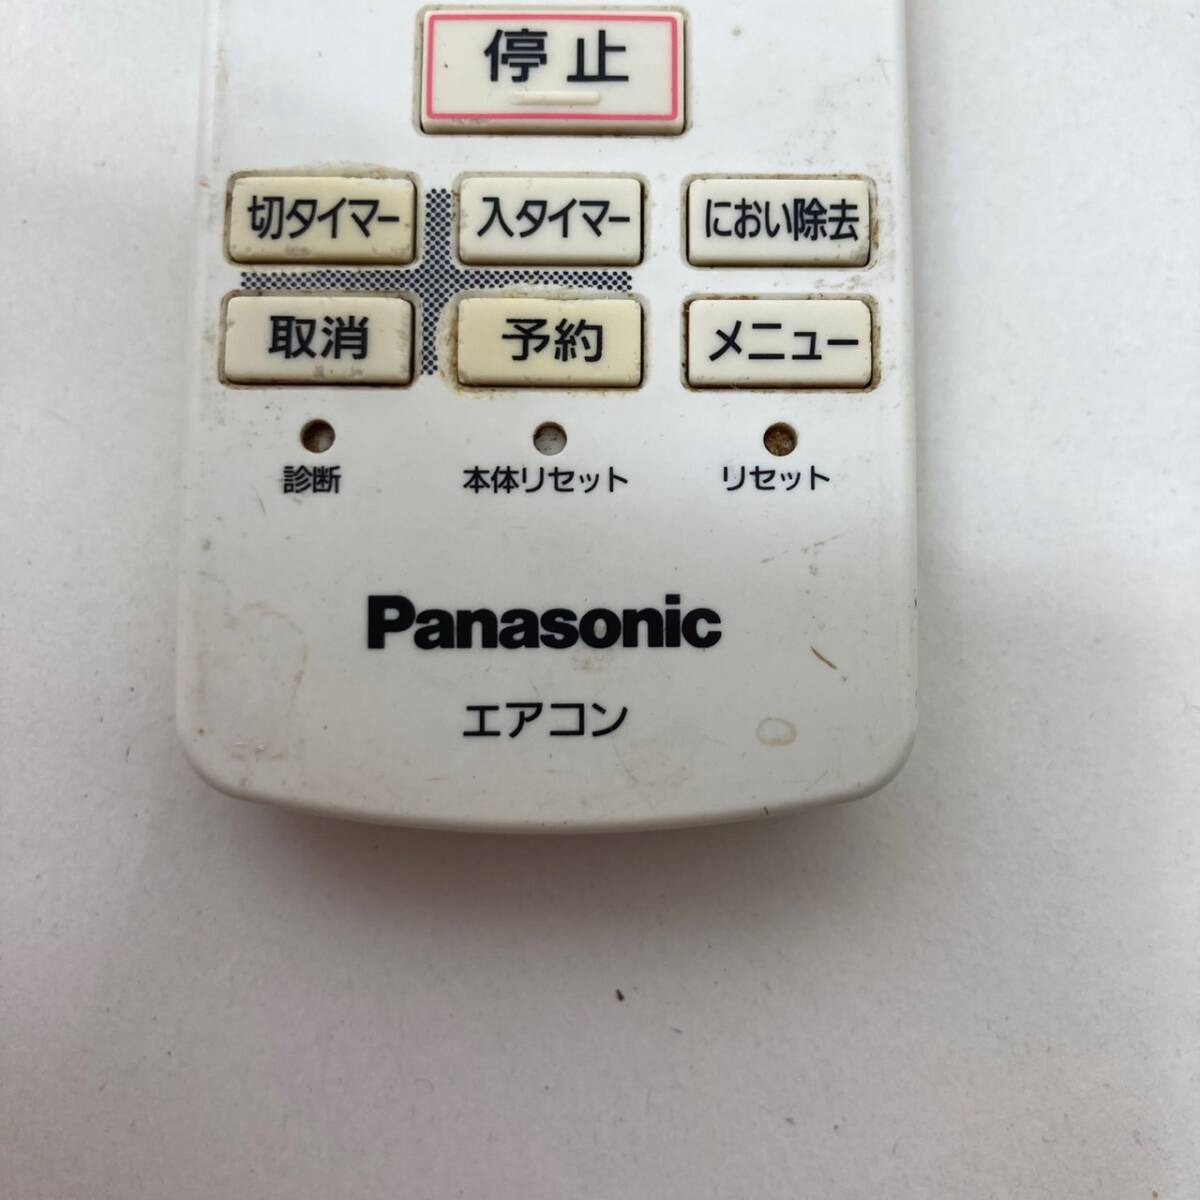 停止
切タイマー 入タイマー におい除去
取消 予約 メニュー
診断 本体リセット リセット
Panasonic
エアコン